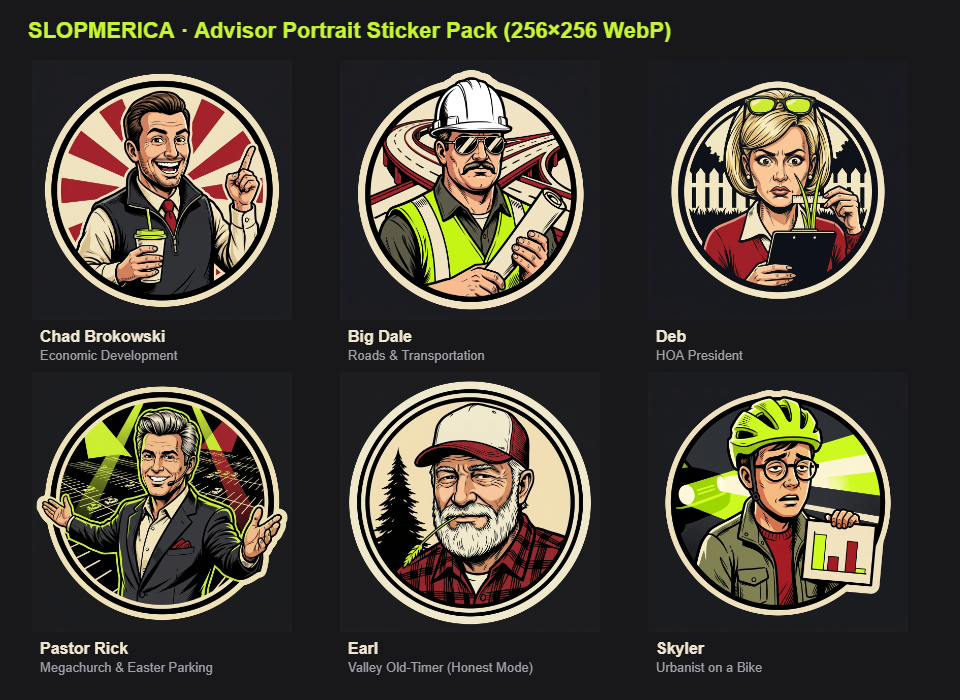 SLOPMERICA · Advisor Portrait Sticker Pack (256×256 WebP)
Chad Brokowski
Economic Development
Big Dale
Roads & Transportation
Deb
HOA President
Pastor Rick
Megachurch & Easter Parking
Earl
Valley Old-Timer (Honest Mode)
Skyler
Urbanist on a Bike